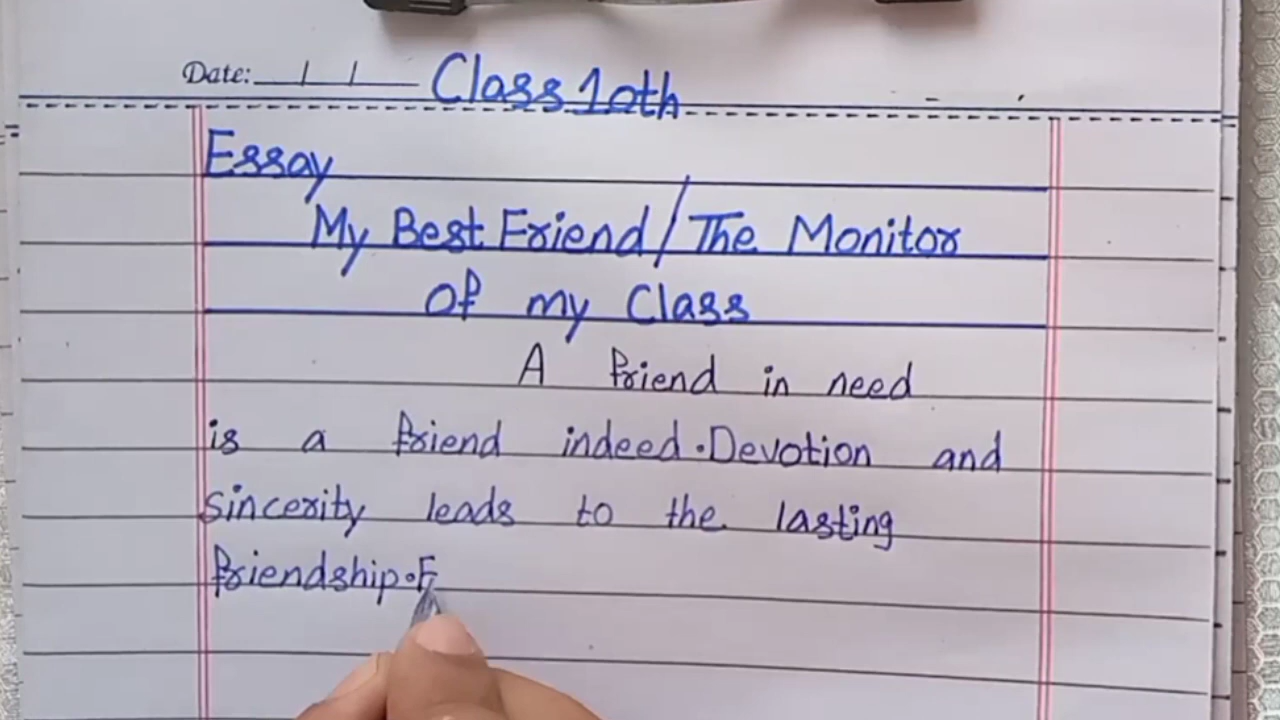 Date: / / Class 10th
Essay
My Best Friend/The Monitor
Of my Class
A friend in need
is a friend indeed.Devotion and
sincerity leads to the lasting
friendship.F